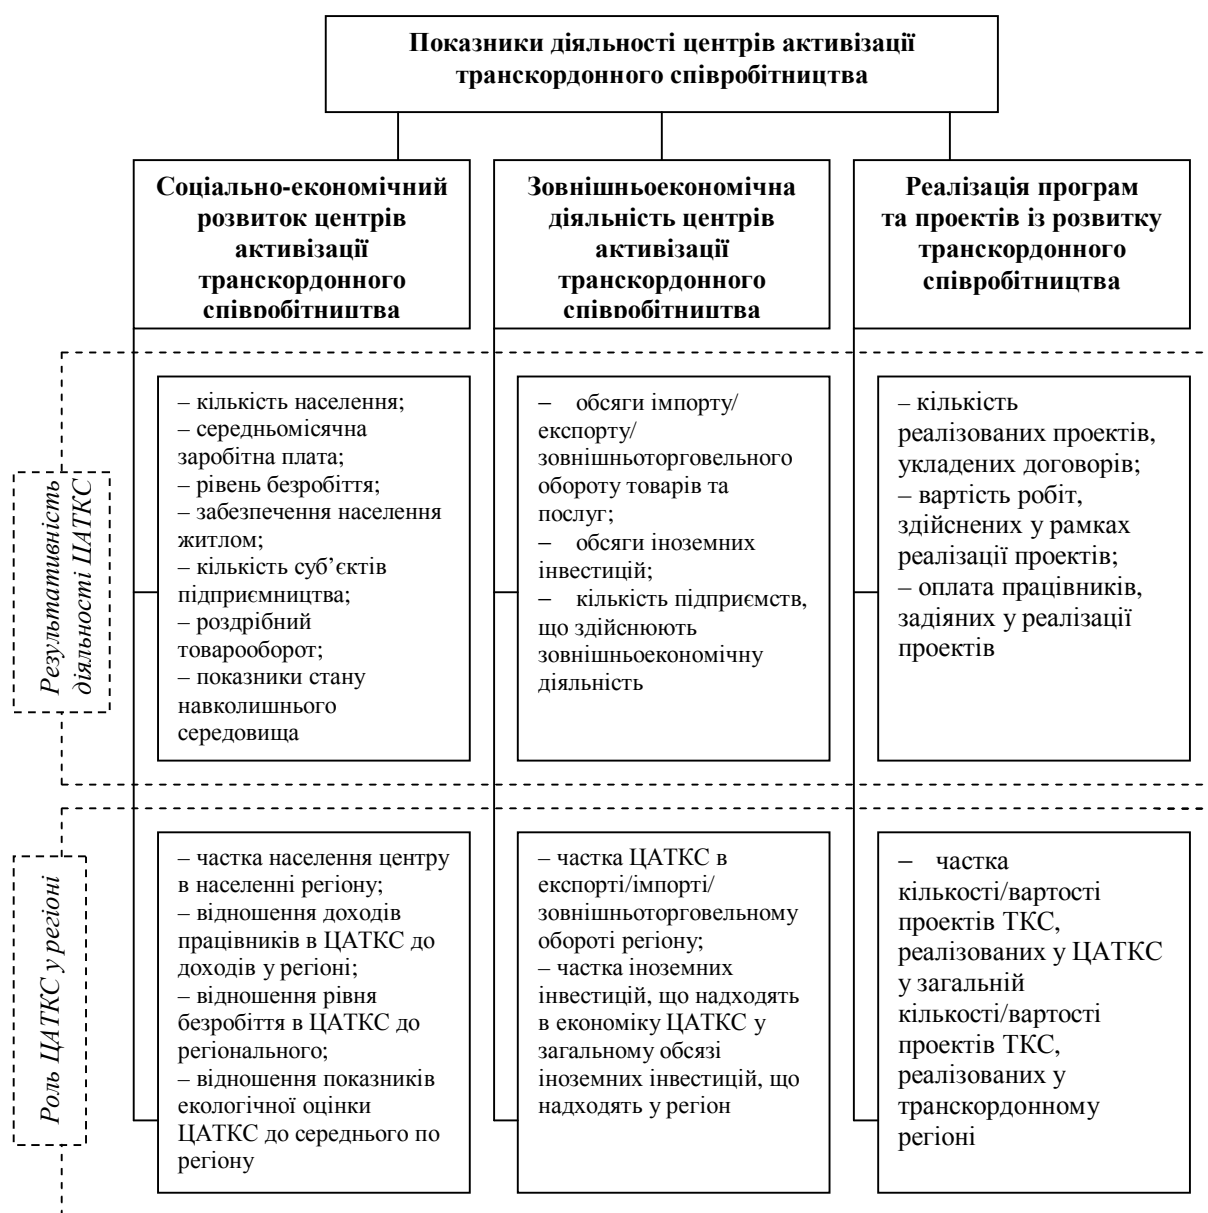 Показники діяльності центрів активізації
транскордонного співробітництва
Соціально-економічний
розвиток центрів
активізації
транскордонного
співробітництва
Зовнішньоекономічна
діяльність центрів
активізації
транскордонного
співробітництва
Реалізація програм
та проектів із розвитку
транскордонного
співробітництва
Результативність
діяльності ЦАТКС
– кількість населення;
– середньомісячна
заробітна плата;
– рівень безробіття;
– забезпечення населення
житлом;
– кількість суб’єктів
підприємництва;
– роздрібний
товарооборот;
– показники стану
навколишнього
середовища
– обсяги імпорту/
експорту/
зовнішньоторговельного
обороту товарів та
послуг;
– обсяги іноземних
інвестицій;
– кількість підприємств,
що здійснюють
зовнішньоекономічну
діяльність
– кількість
реалізованих проектів,
укладених договорів;
– вартість робіт,
здійснених у рамках
реалізації проектів;
– оплата працівників,
задіяних у реалізації
проектів
Роль ЦАТКС у регіоні
– частка населення центру
в населенні регіону;
– відношення доходів
працівників в ЦАТКС до
доходів у регіоні;
– відношення рівня
безробіття в ЦАТКС до
регіонального;
– відношення показників
екологічної оцінки
ЦАТКС до середнього по
регіону
– частка ЦАТКС в
експорті/імпорті/
зовнішньоторговельному
обороті регіону;
– частка іноземних
інвестицій, що надходять
в економіку ЦАТКС у
загальному обсязі
іноземних інвестицій, що
надходять у регіон
– частка
кількості/вартості
проектів ТКС,
реалізованих у ЦАТКС
у загальній
кількості/вартості
проектів ТКС,
реалізованих у
транскордонному
регіоні